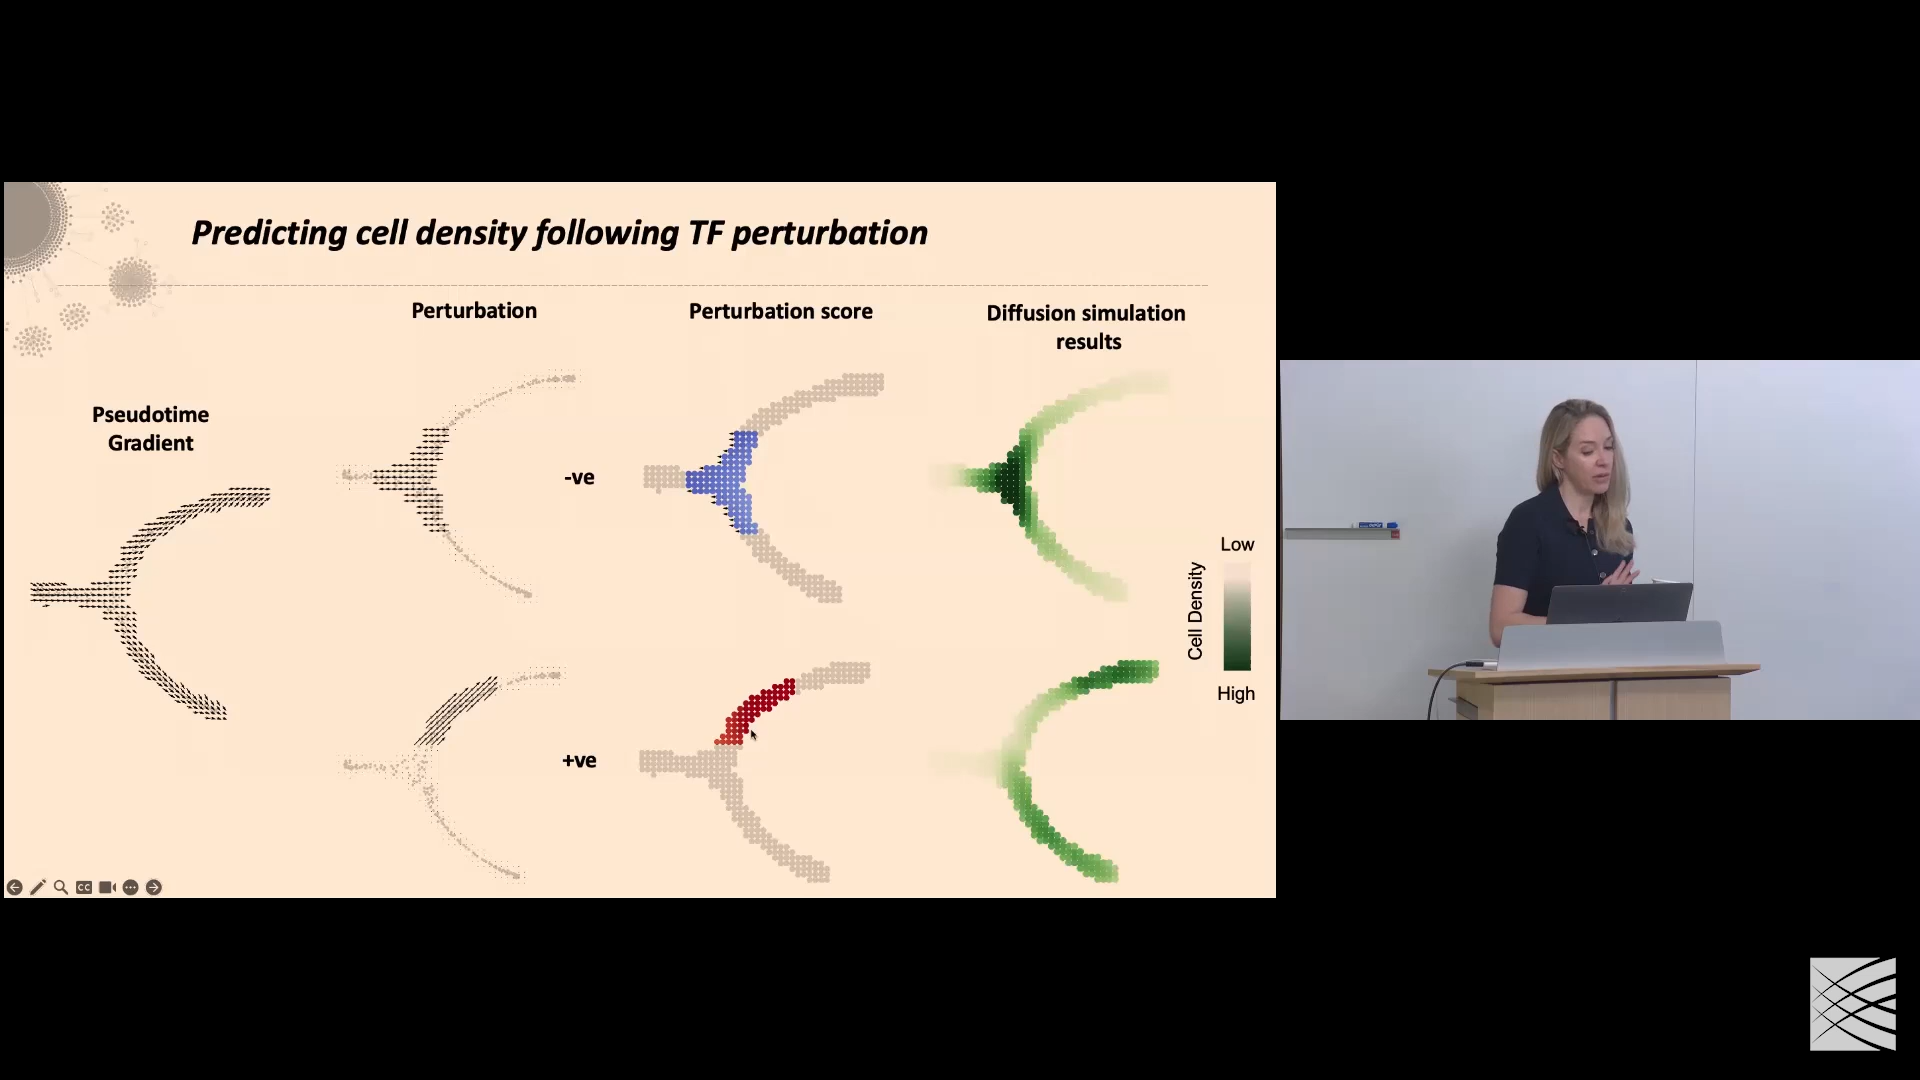 Predicting cell density following TF perturbation
Perturbation
Perturbation score
Diffusion simulation
results
Pseudotime
Gradient
-ve
+ve
Low
Cell Density
High
CC